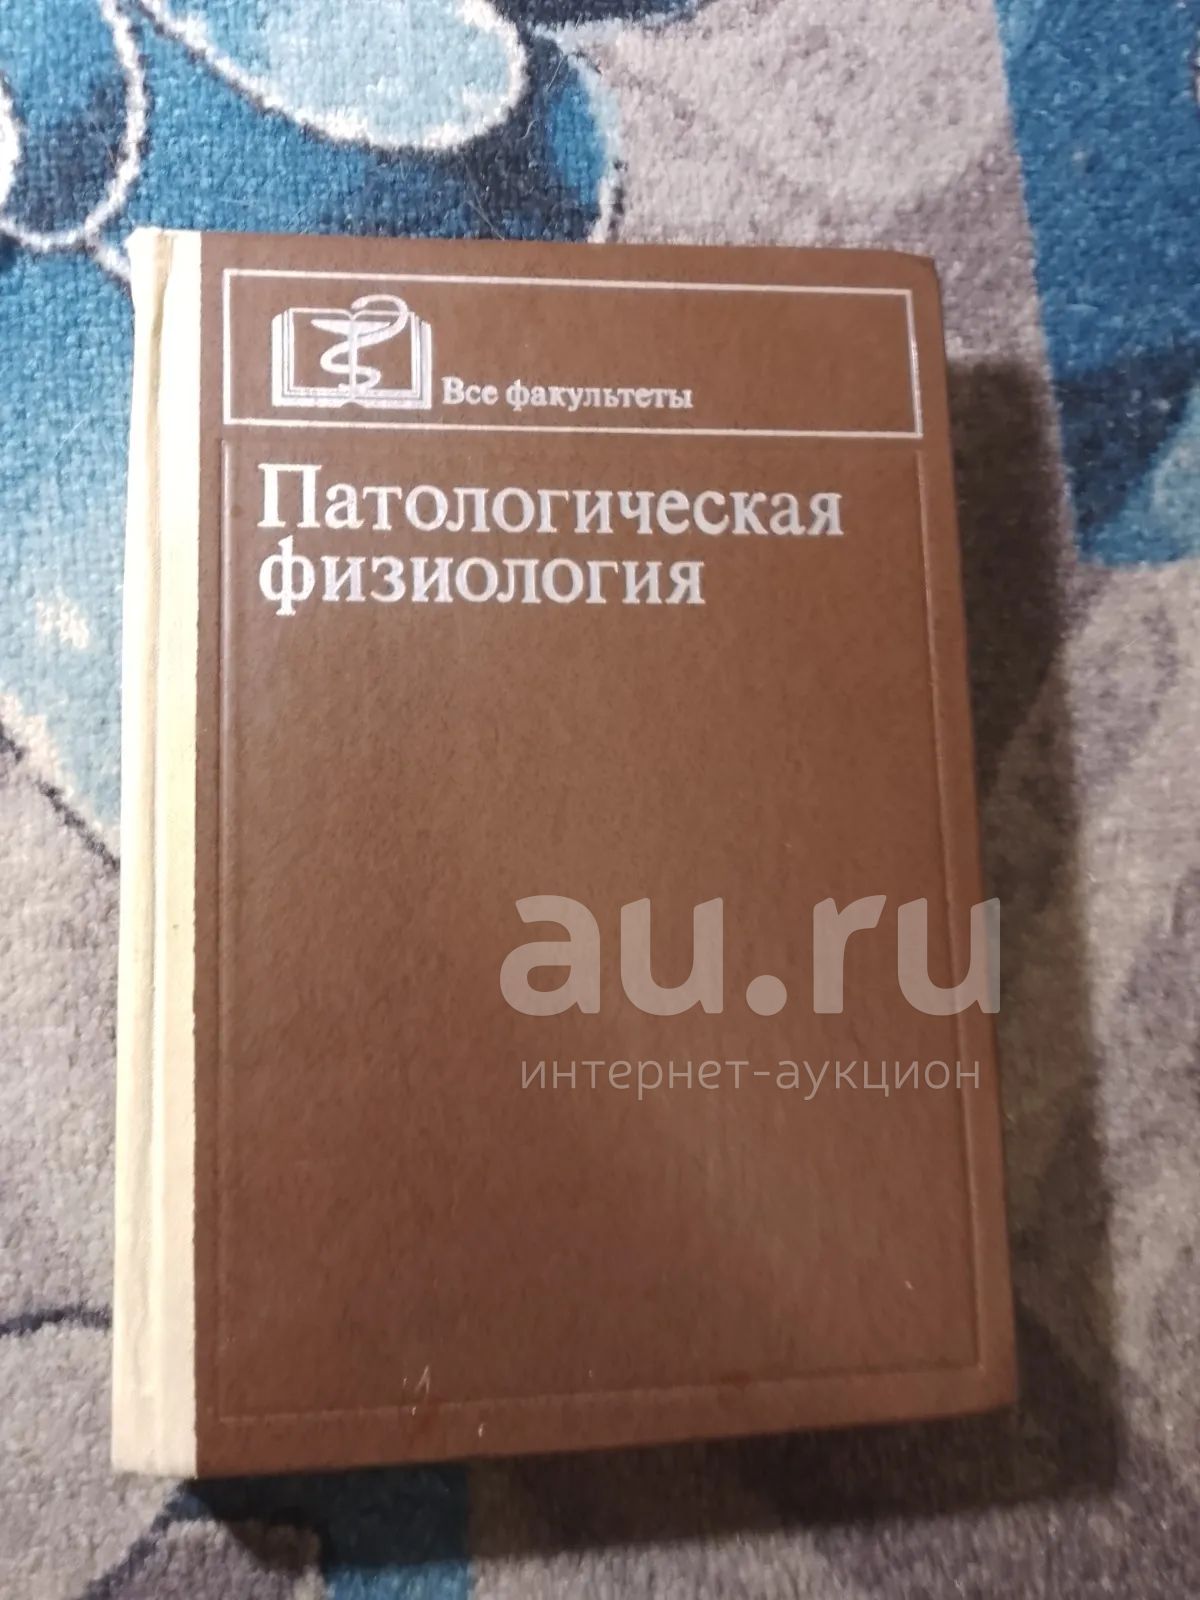 Все факультеты
Патологическая
физиология
au.ru
интернет-аукцион